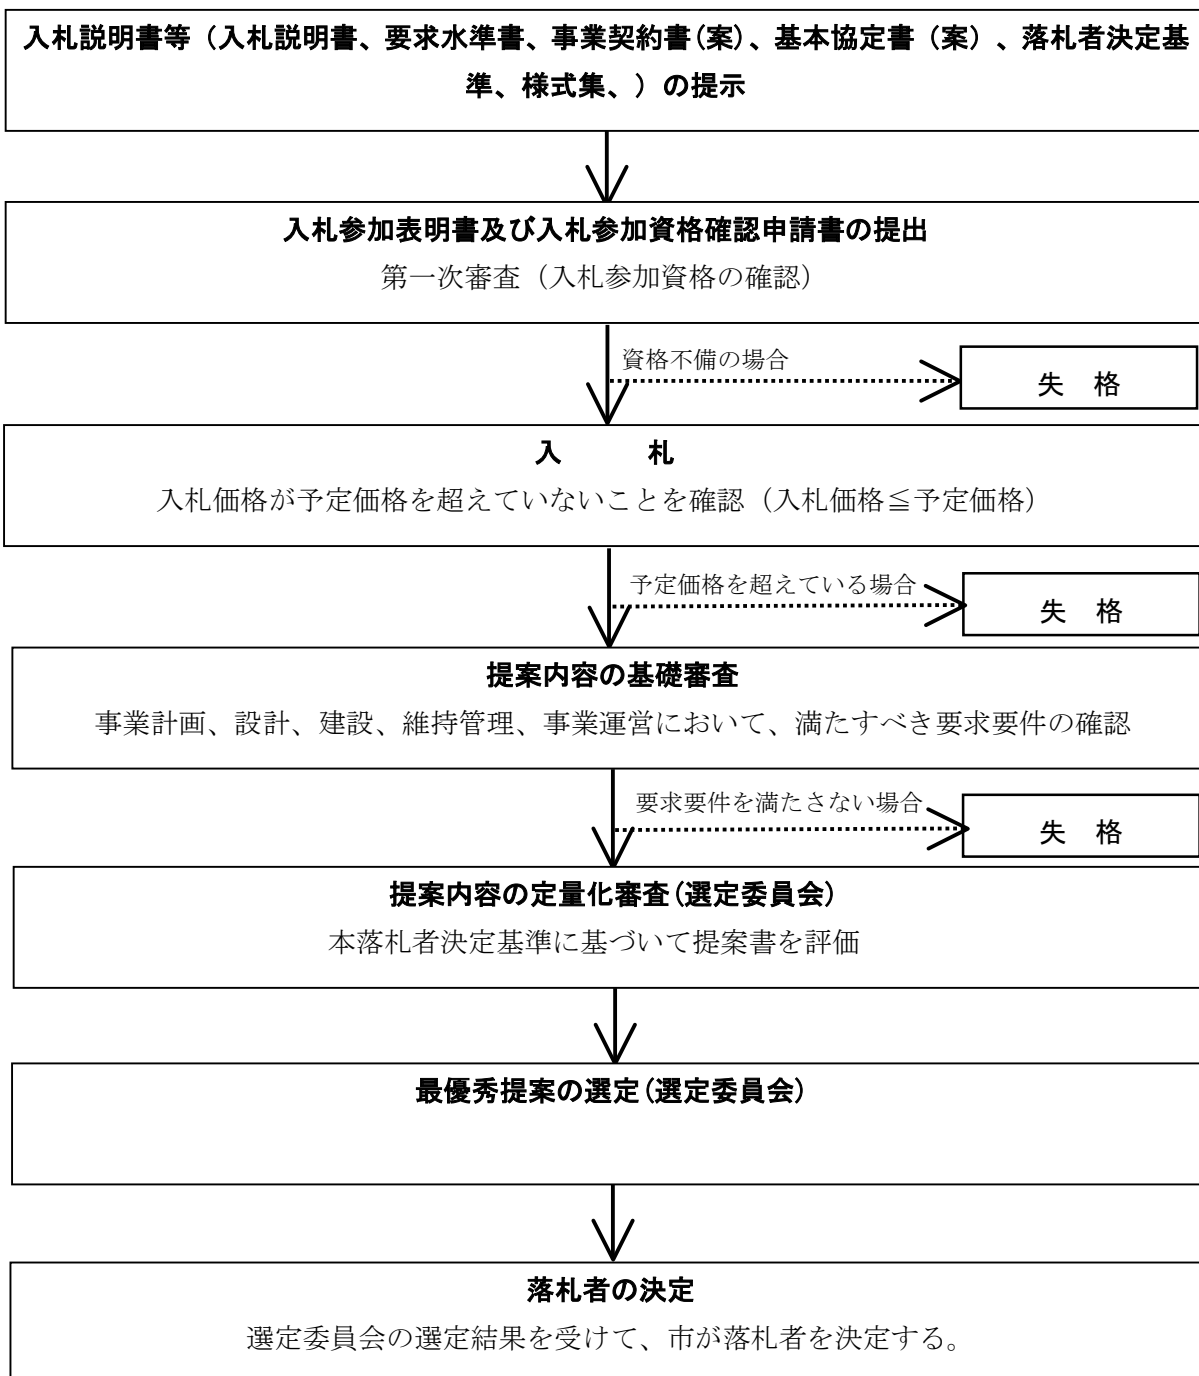 入札説明書等（入札説明書、要求水準書、事業契約書(案)、基本協定書（案）、落札者決定基
準、様式集、）の提示
入札参加表明書及び入札参加資格確認申請書の提出
第一次審査（入札参加資格の確認）
資格不備の場合
失　格
入　　　札
入札価格が予定価格を超えていないことを確認（入札価格≦予定価格）
予定価格を超えている場合
失　格
提案内容の基礎審査
事業計画、設計、建設、維持管理、事業運営において、満たすべき要求要件の確認
要求要件を満たさない場合
失　格
提案内容の定量化審査(選定委員会)
本落札者決定基準に基づいて提案書を評価
最優秀提案の選定(選定委員会)
落札者の決定
選定委員会の選定結果を受けて、市が落札者を決定する。